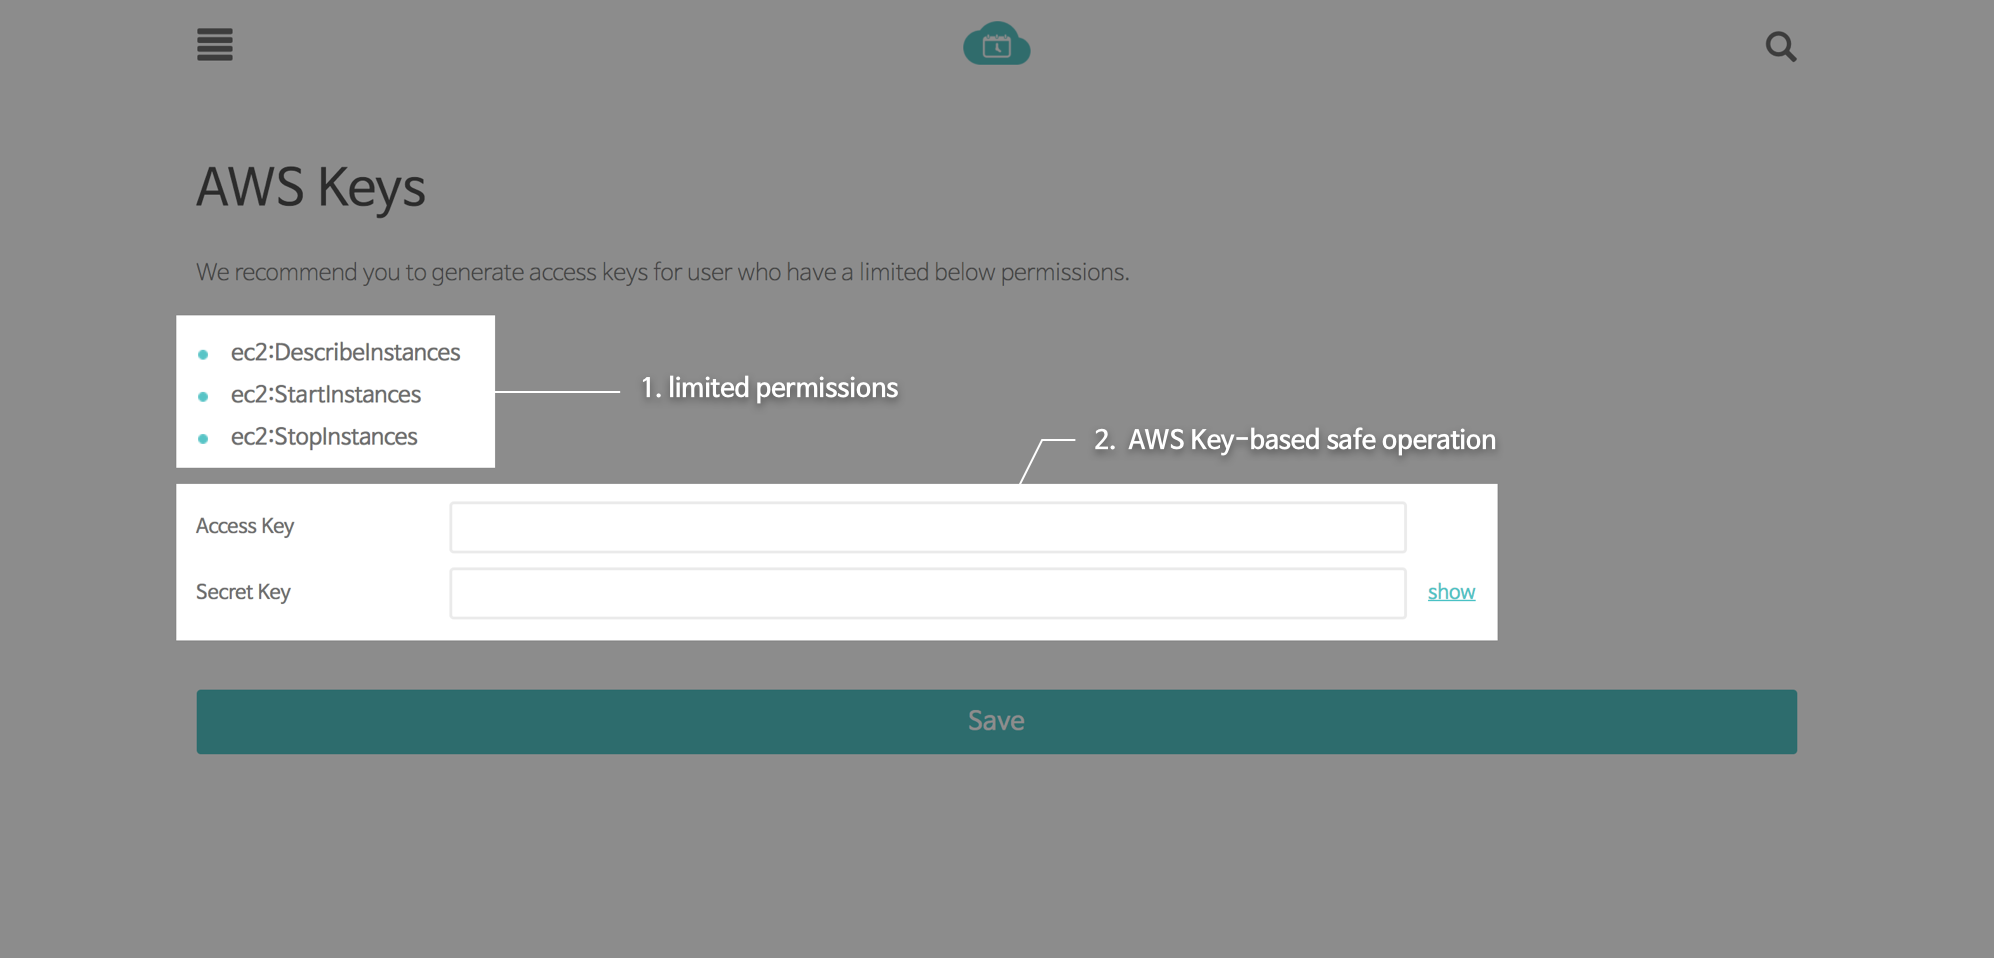 AWS Keys
We recommend you to generate access keys for user who have a limited below permissions.
ec2:DescribeInstances
ec2:StartInstances
ec2:StopInstances
1. limited permissions
2. AWS Key-based safe operation
Access Key
Secret Key
show
Save